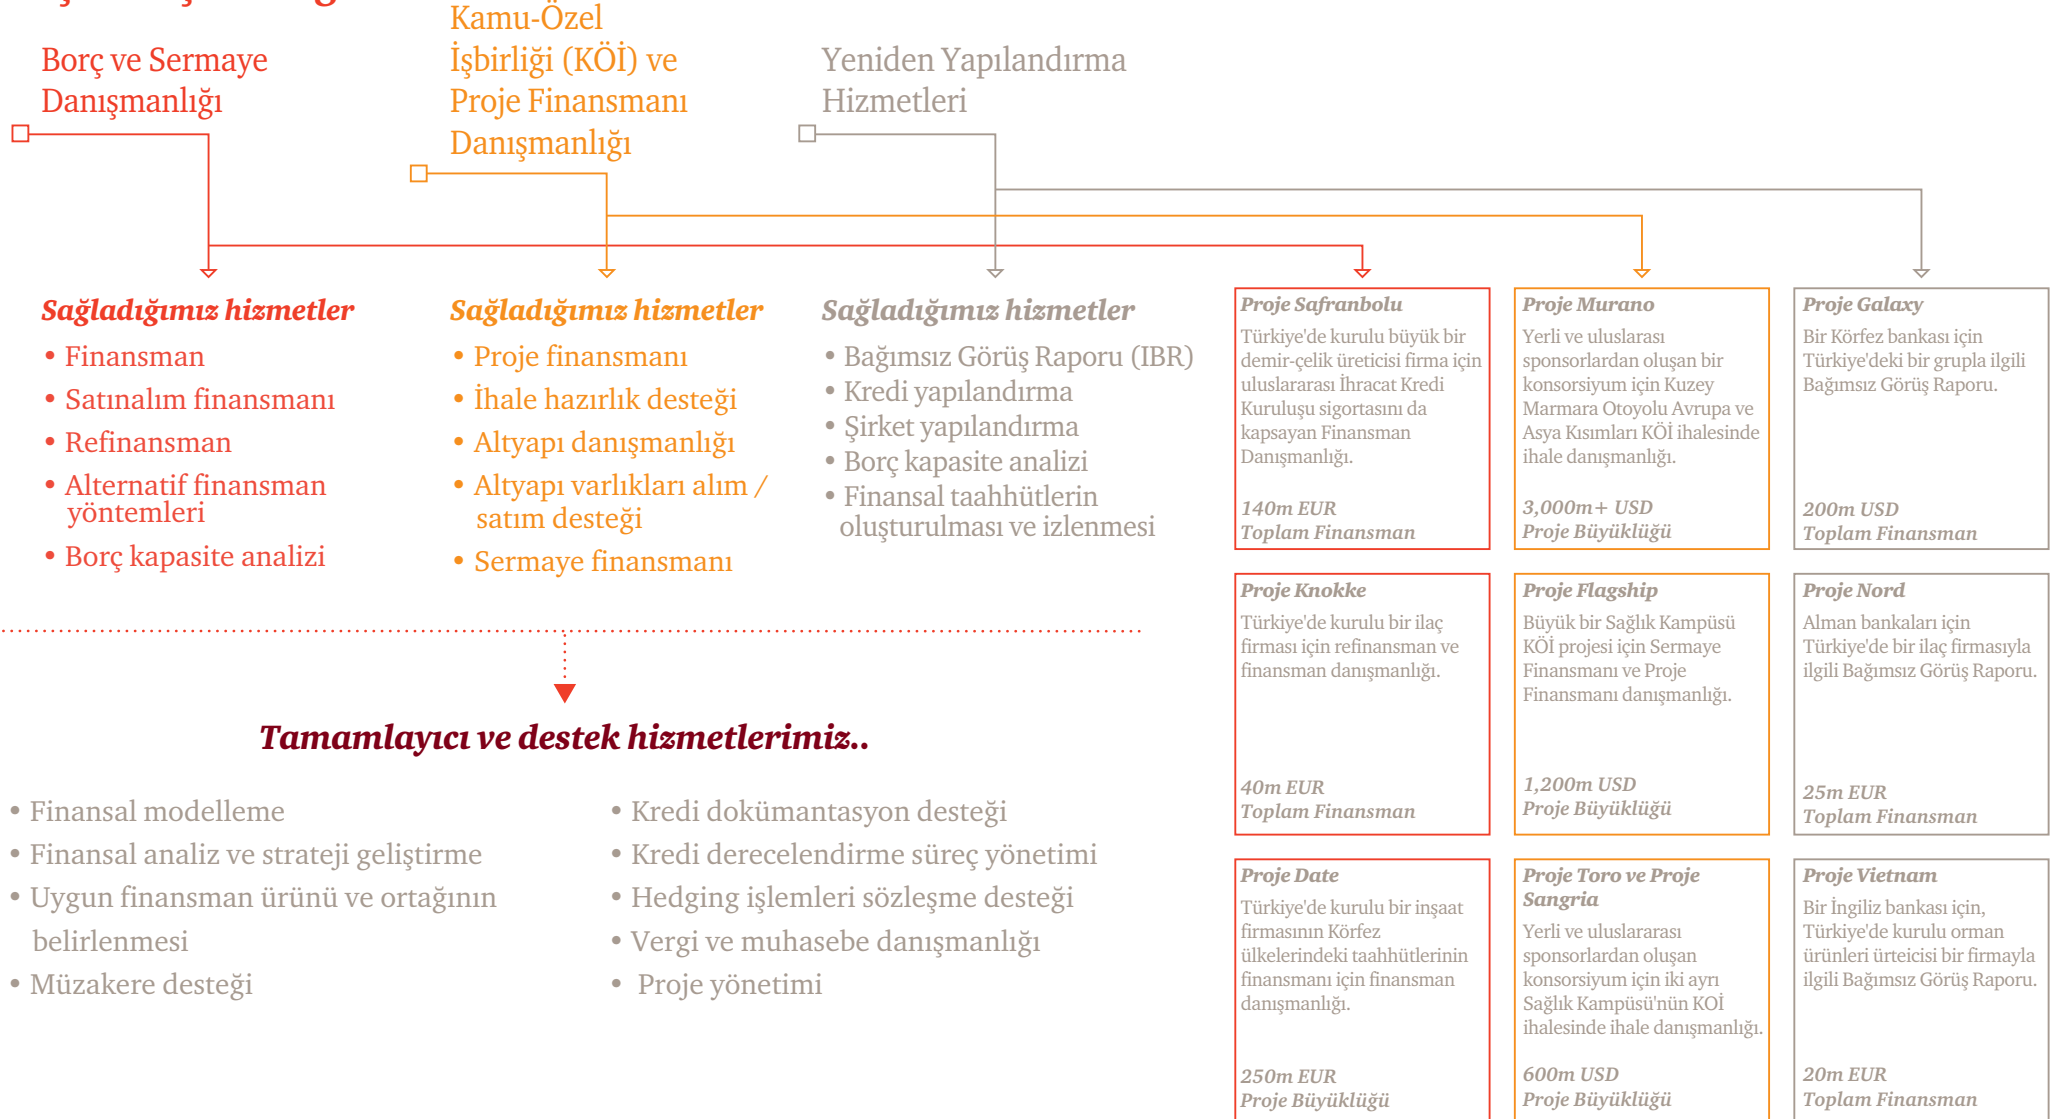 Borç ve Sermaye
Danışmanlığı
Kamu-Özel
İşbirliği (KÖİ) ve
Proje Finansmanı
Danışmanlığı
Yeniden Yapılandırma
Hizmetleri
Sağladığımız hizmetler
• Finansman
• Satınalım finansmanı
• Refinansman
• Alternatif finansman
yöntemleri
• Borç kapasite analizi
Sağladığımız hizmetler
• Proje finansmanı
• İhale hazırlık desteği
• Altyapı danışmanlığı
• Altyapı varlıkları alım /
satım desteği
• Sermaye finansmanı
Sağladığımız hizmetler
• Bağımsız Görüş Raporu (IBR)
• Kredi yapılandırma
• Şirket yapılandırma
• Borç kapasite analizi
• Finansal taahhütlerin
oluşturulması ve izlenmesi
Tamamlayıcı ve destek hizmetlerimiz..
• Finansal modelleme
• Finansal analiz ve strateji geliştirme
• Uygun finansman ürünü ve ortağının
belirlenmesi
• Müzakere desteği
• Kredi dokümantasyon desteği
• Kredi derecelendirme süreç yönetimi
• Hedging işlemleri sözleşme desteği
• Vergi ve muhasebe danışmanlığı
• Proje yönetimi
Proje Safranbolu
Türkiye'de kurulu büyük bir
demir-çelik üreticisi firma için
uluslararası İhracat Kredi
Kuruluşu sigortasını da
kapsayan Finansman
Danışmanlığı.
140m EUR
Toplam Finansman
Proje Murano
Yerli ve uluslarası
sponsorlardan oluşan bir
konsorsiyum için Kuzey
Marmara Otoyolu Avrupa ve
Asya Kısımları KÖİ ihalesinde
ihale danışmanlığı.
3,000m+ USD
Proje Büyüklüğü
Proje Galaxy
Bir Körfez bankası için
Türkiye'deki bir grupla ilgili
Bağımsız Görüş Raporu.
200m USD
Toplam Finansman
Proje Knokke
Türkiye'de kurulu bir ilaç
firması için refinansman ve
finansman danışmanlığı.
40m EUR
Toplam Finansman
Proje Flagship
Büyük bir Sağlık Kampüsü
KÖİ projesi için Sermaye
Finansmanı ve Proje
Finansmanı danışmanlığı.
1,200m USD
Proje Büyüklüğü
Proje Nord
Alman bankaları için
Türkiye'de bir ilaç firmasıyla
ilgili Bağımsız Görüş Raporu.
25m EUR
Toplam Finansman
Proje Date
Türkiye'de kurulu bir inşaat
firmasının Körfez
ülkelerindeki taahhütlerinin
finansmanı için finansman
danışmanlığı.
250m EUR
Proje Büyüklüğü
Proje Toro ve Proje
Sangria
Yerli ve uluslararası
sponsorlardan oluşan
konsorsiyum için iki ayrı
Sağlık Kampüsü'nün KOİ
ihalesinde ihale danışmanlığı.
600m USD
Proje Büyüklüğü
Proje Vietnam
Bir İngiliz bankası için,
Türkiye'de kurulu orman
ürünleri ürteicisi bir firmayla
ilgili Bağımsız Görüş Raporu.
20m EUR
Toplam Finansman